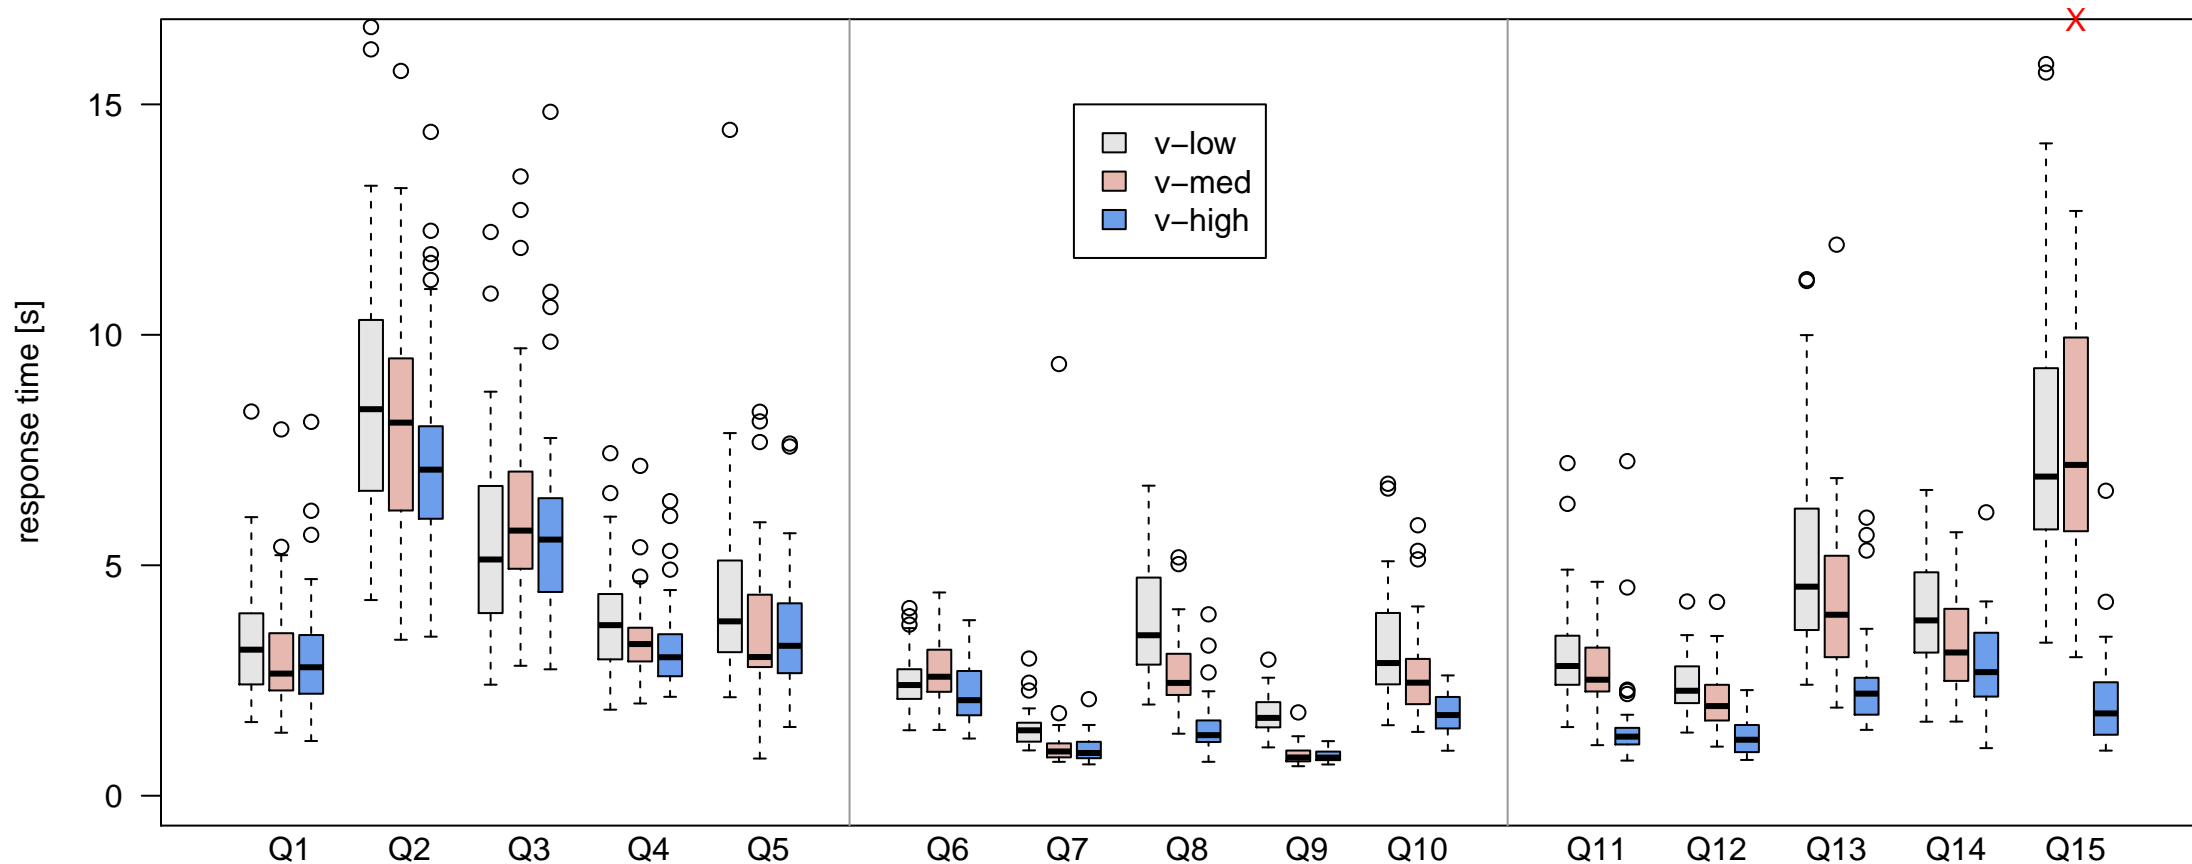 X
15
v–low
v–med
v–high
10
response time [s]
5
0
Q1 Q2 Q3 Q4 Q5 Q6 Q7 Q8 Q9 Q10 Q11 Q12 Q13 Q14 Q15